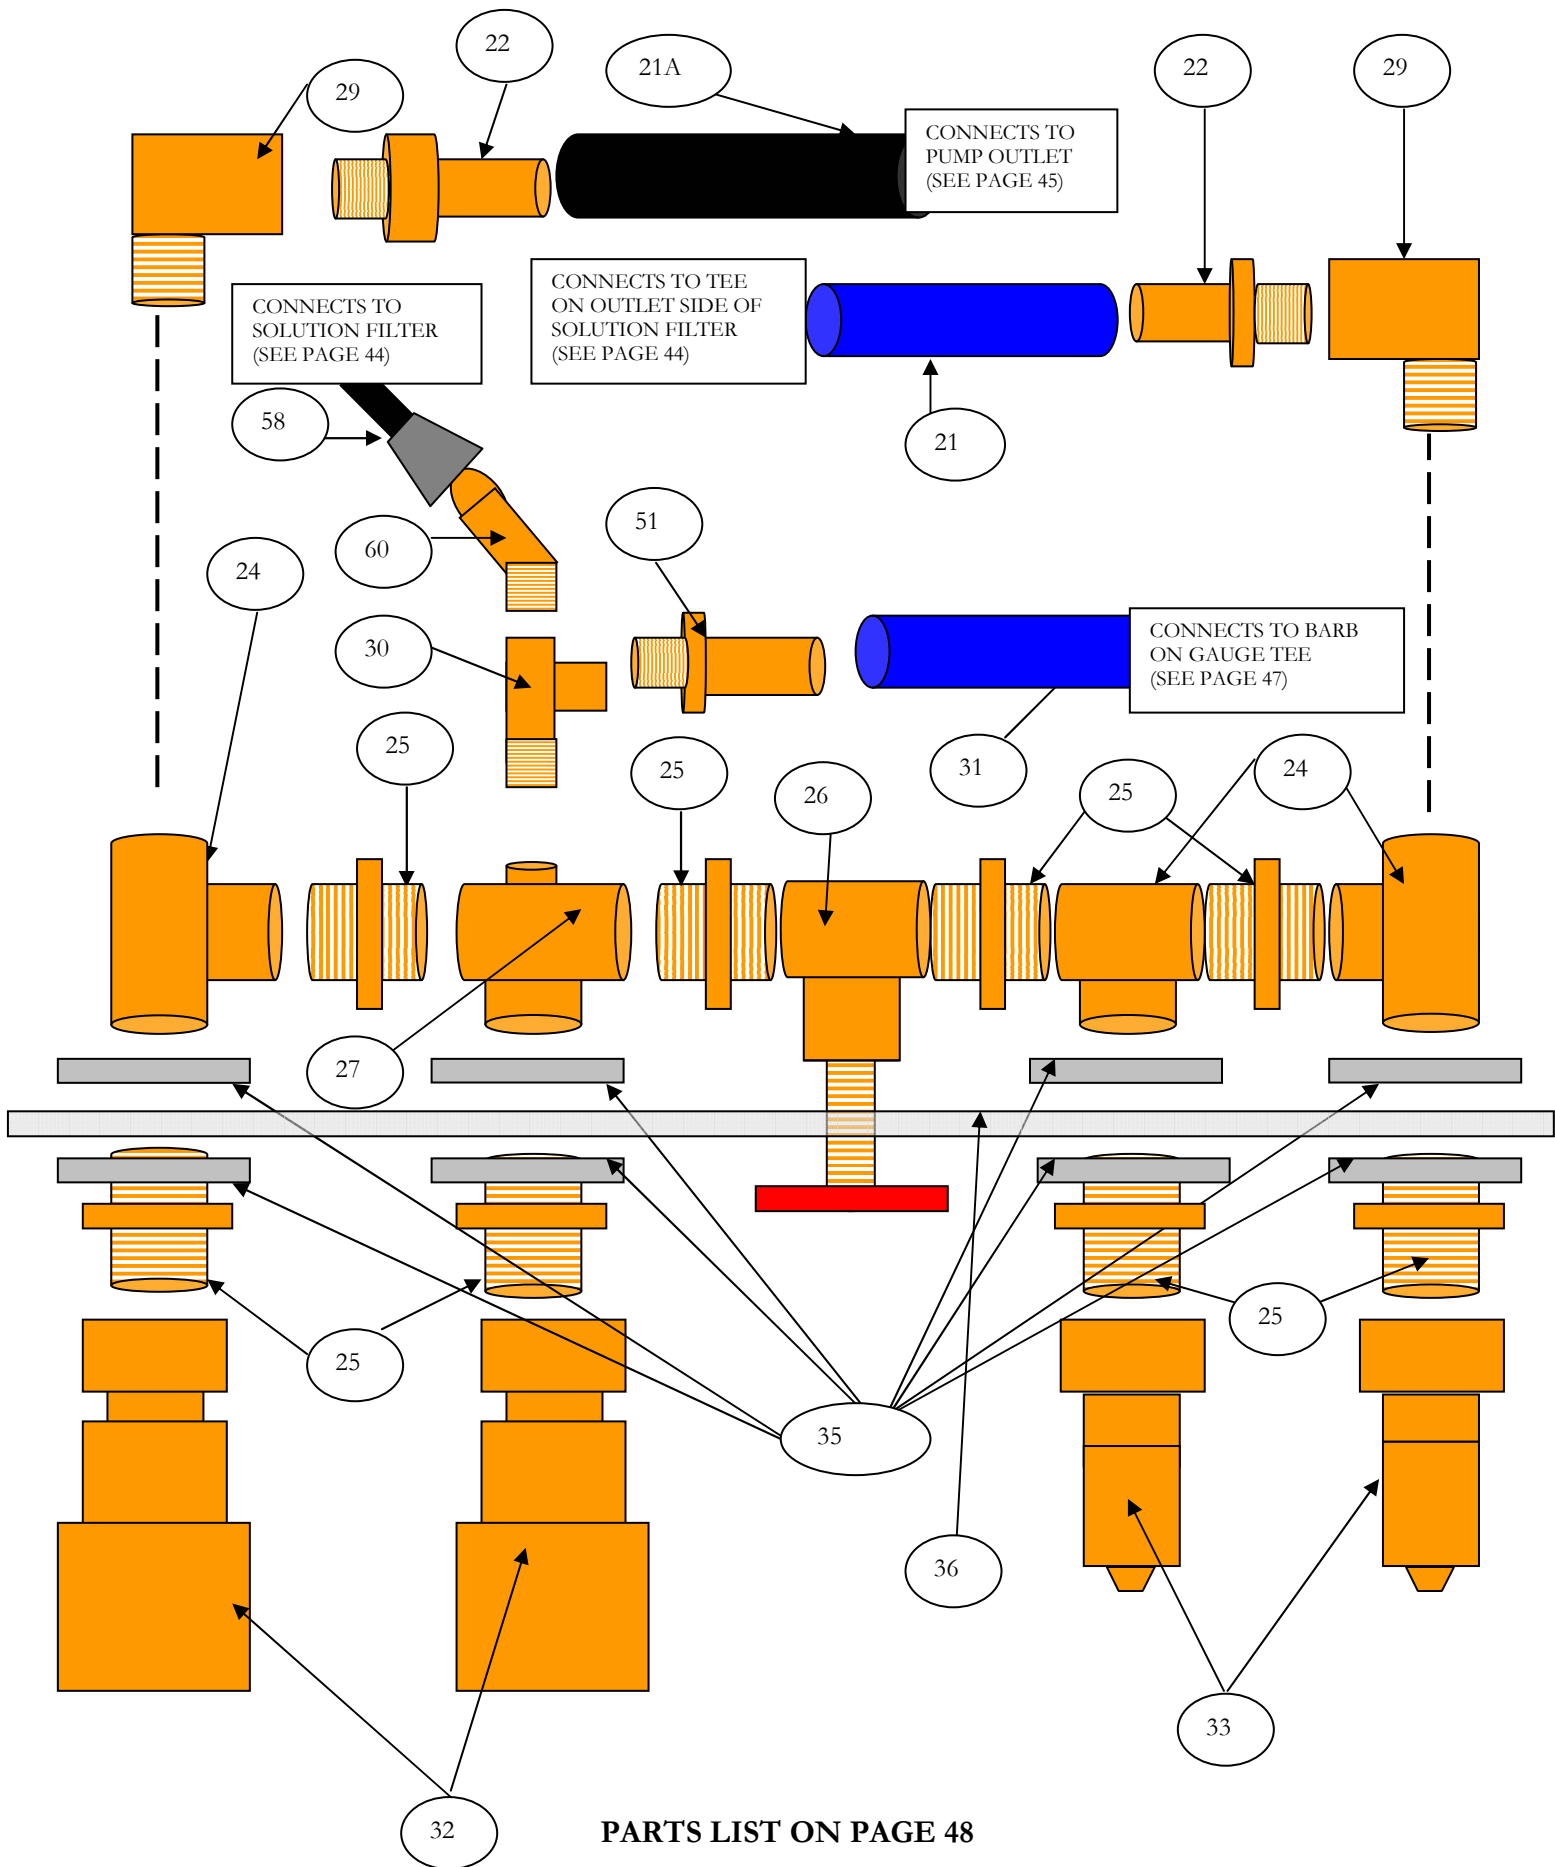 22
21A
22
29
29
CONNECTS TO
PUMP OUTLET
(SEE PAGE 45)
CONNECTS TO
SOLUTION FILTER
(SEE PAGE 44)
CONNECTS TO TEE
ON OUTLET SIDE OF
SOLUTION FILTER
(SEE PAGE 44)
58
21
51
60
24
30
CONNECTS TO BARB
ON GAUGE TEE
(SEE PAGE 47)
25
25
26
31
25
24
27
25
25
35
36
33
32
PARTS LIST ON PAGE 48